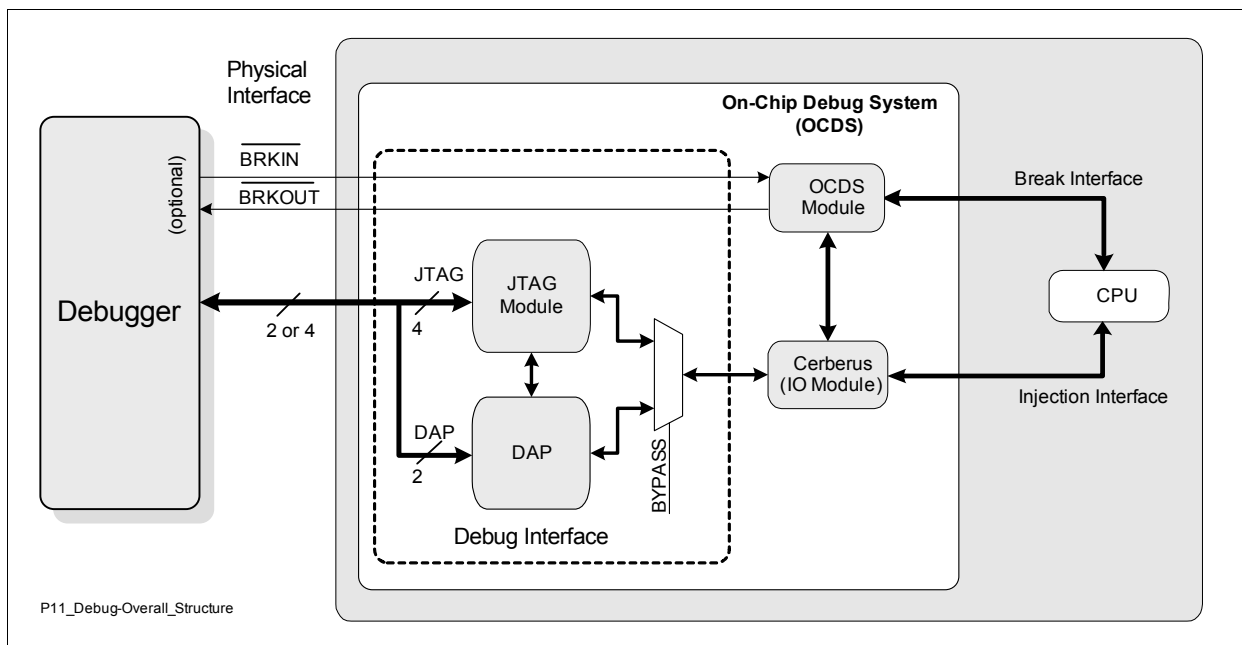 Physical
Interface
On-Chip Debug System
(OCDS)
(optional)
BRKIN
BRKOUT
OCDS
Module
Break Interface
Debugger
2 or 4
JTAG
4
JTAG
Module
CPU
Cerberus
(IO Module)
Injection Interface
DAP
2
DAP
BYPASS
Debug Interface
P11_Debug-Overall_Structure